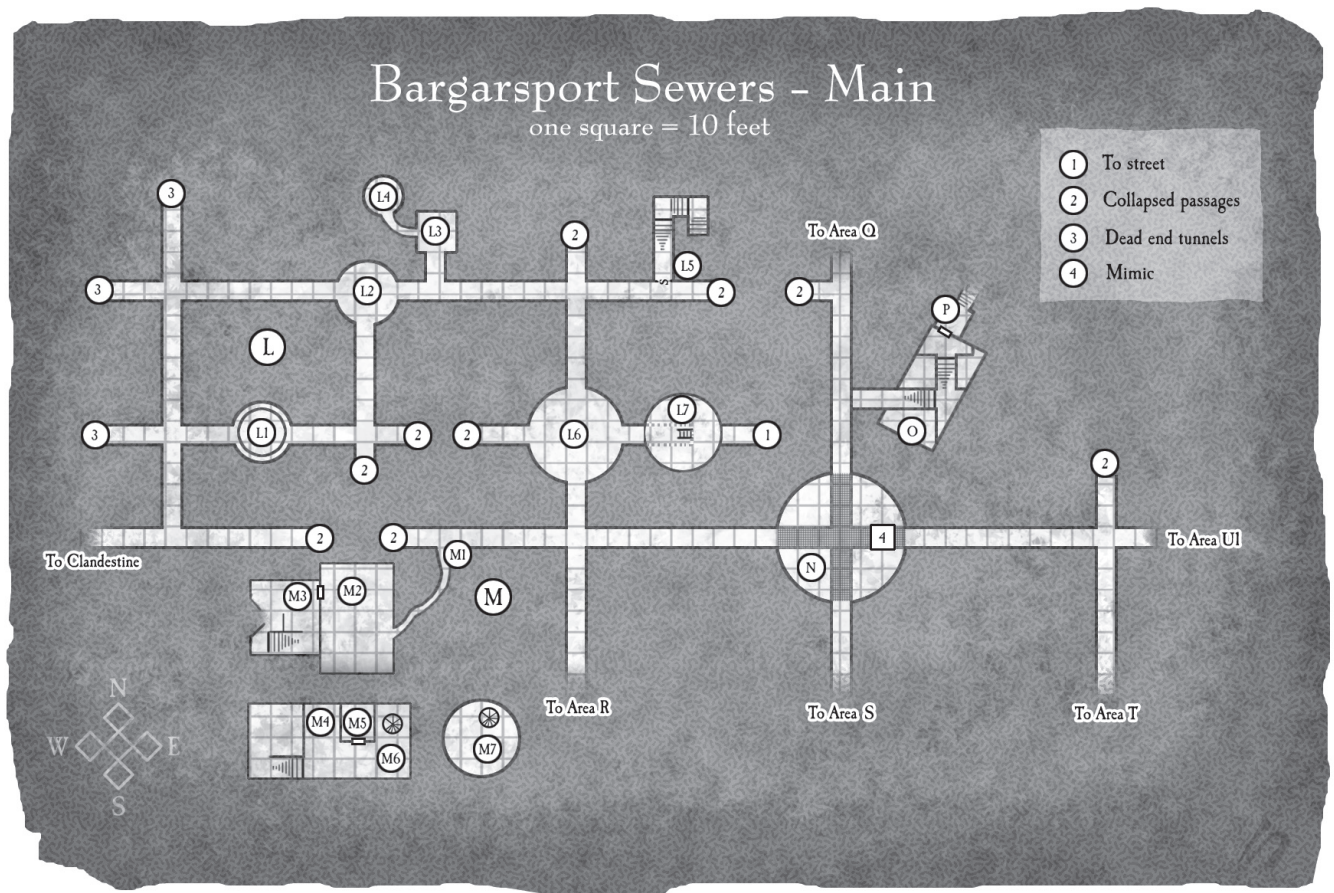 Bargarsport Sewers - Main
one square = 10 feet
1 To street
2 Collapsed passages
3 Dead end tunnels
4 Mimic
3
L4
L3
2
To Area Q
L5
3
L2
2
2
P
L
3
L1
2
2
L6
L7
1
O
2
2
To Clandestine
2
2
M1
4
N
To Area U1
M3
M2
M
To Area R
To Area S
To Area T
M4
M5
M6
M7
N
W
E
S
S